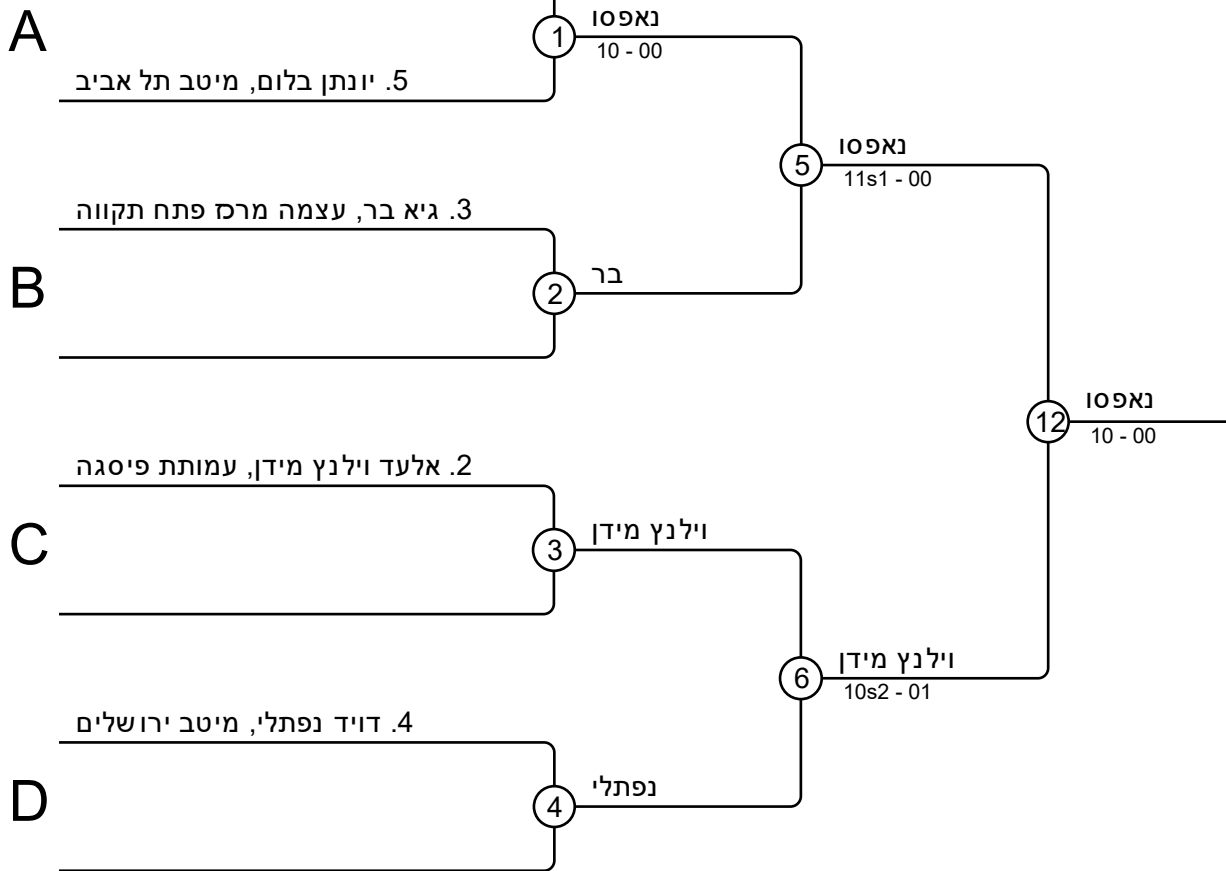 A
1
נאפסו
10 - 00
5. יונתן בלום, מיטב תל אביב
5
נאפסו
11s1 - 00
3. גיא בר, עצמה מרכז פתח תקווה
B
2
בר
12
נאפסו
10 - 00
2. אלעד וילנץ מידן, עמותת פיסגה
C
3
וילנץ מידן
6
וילנץ מידן
10s2 - 01
4. דויד נפתלי, מיטב ירושלים
D
4
נפתלי